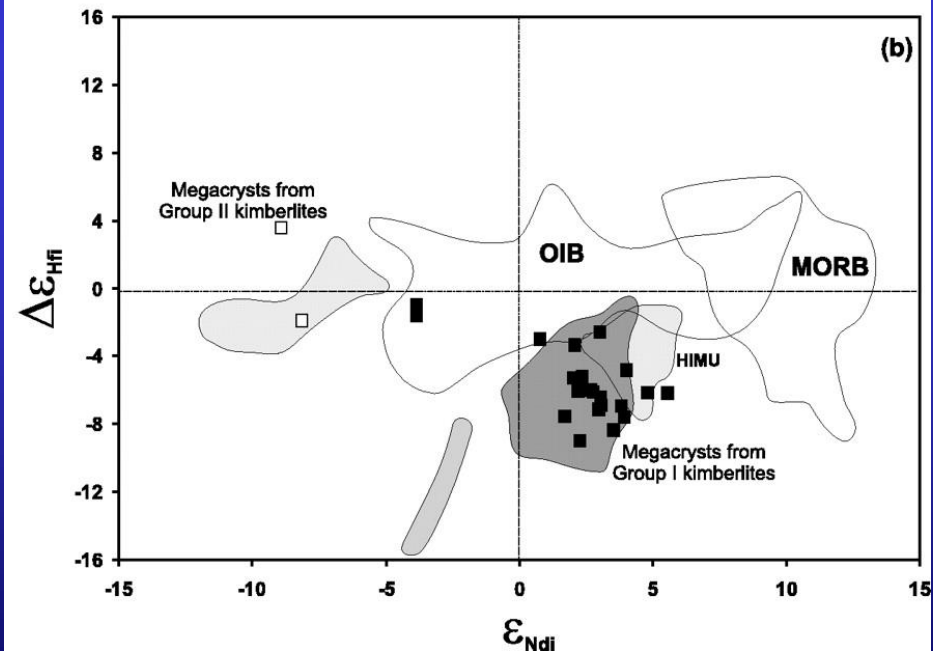 16
(b)
12
8
Megacrysts from
Group II kimberlites
4
OIB
MORB
0
ΔεHfi
-4
HIMU
-8
Megacrysts from
Group I kimberlites
-12
-16
-15 -10 -5 0 5 10 15
εNdi